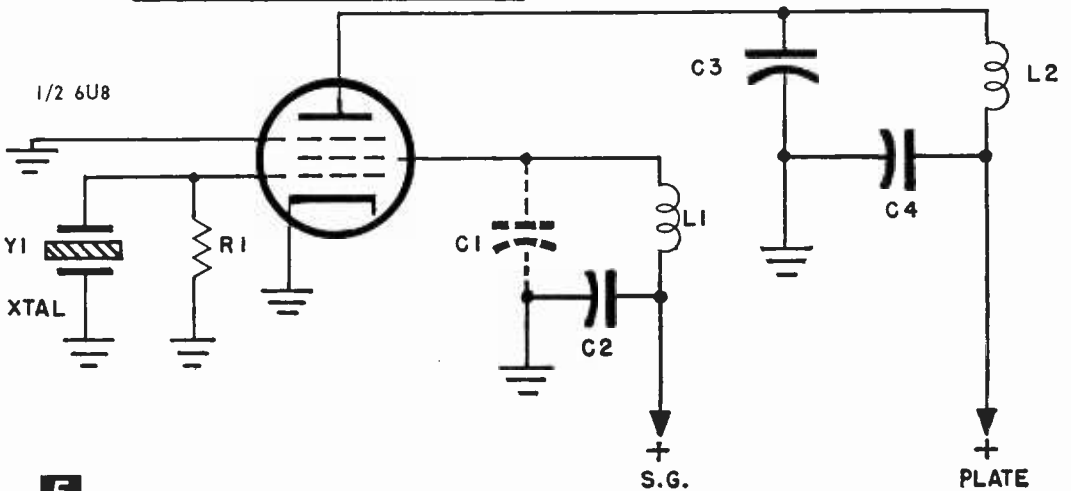 1/2 6U8
C3
L2
C4
Y1
R1
C1
L1
XTAL
C2
+
S.G.
+
PLATE